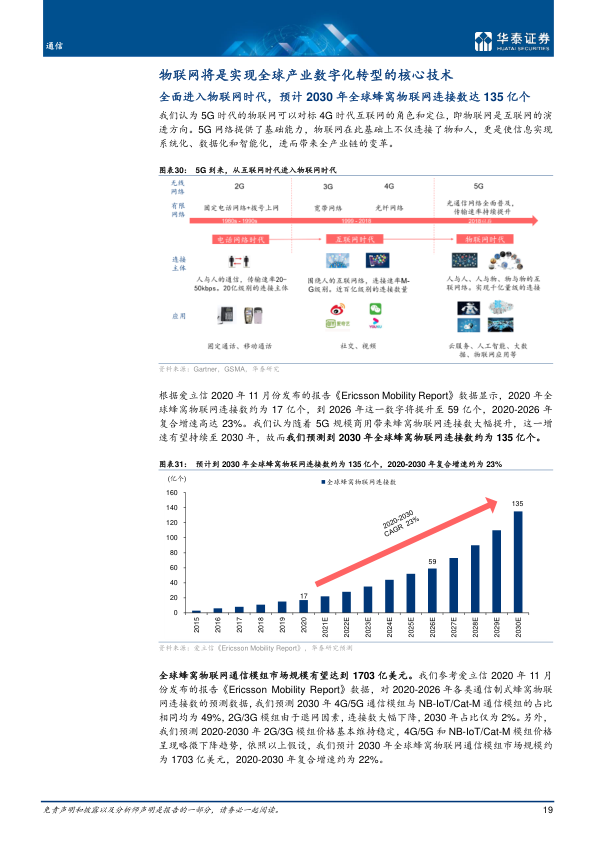 华泰证券
HUATAI SECURITIES
通信
物联网将是实现全球产业数字化转型的核心技术
全面进入物联网时代，预计 2030 年全球蜂窝物联网连接数达 135 亿个
我们认为 5G 时代的物联网可以对标 4G 时代互联网的角色和定位，即物联网是互联网的演
进方向。5G 网络提供了基础能力，物联网在此基础上不仅连接了物和人，更是使信息实现
系统化、数据化和智能化，进而带来全产业链的变革。
图表30： 5G 到来，从互联网时代进入物联网时代
无线
网络
2G
3G
4G
5G
有限
网络
固定电话网络+拨号上网
宽带网络
光纤网络
光通信网络全面普及，
传输速率持续提升
1980s - 1990s
1990 - 2018
电话网络时代
互联网时代
物联网时代
连接
主体
人与人的通信，传输速率20-
50kbps。20亿级别的连接主体
围绕人的互联网，连接速率M-
G级别。近百亿级别的连接数量
人与人、人与物、物与物的互
联网络。实现千亿量级的连接
应用
爱奇艺
固定通话、移动通话
社交、视频
云服务、人工智能、大数
据、物联网应用等
资料来源：Gartner，GSMA，华泰研究
根据爱立信 2020 年 11 月份发布的报告《Ericsson Mobility Report》数据显示，2020 年全
球蜂窝物联网连接数约为 17 亿个，到 2026 年这一数字将提升至 59 亿个，2020-2026 年
复合增速高达 23%。我们认为随着 5G 规模商用带来蜂窝物联网连接数大幅提升，这一增
速有望持续至 2030 年，故而我们预测到 2030 年全球蜂窝物联网连接数约为 135 亿个。
图表31： 预计到 2030 年全球蜂窝物联网连接数约为 135 亿个，2020-2030 年复合增速约为 23%
(亿个)
全球蜂窝物联网连接数
160
140
120
100
80
60
40
20
0
17
59
135
2020-2030
CAGR 23%
2015
2016
2017
2018
2019
2020
2021E
2022E
2023E
2024E
2025E
2026E
2027E
2028E
2029E
2030E
资料来源：爱立信《Ericsson Mobility Report》，华泰研究预测
全球蜂窝物联网通信模组市场规模有望达到 1703 亿美元。我们参考爱立信 2020 年 11 月
份发布的报告《Ericsson Mobility Report》数据，对 2020-2026 年各类通信制式蜂窝物联
网连接数的预测数据，我们预测 2030 年 4G/5G 通信模组与 NB-IoT/Cat-M 通信模组的占比
相同均为 49%，2G/3G 模组由于退网因素，连接数大幅下降，2030 年占比仅为 2%。另外，
我们预测 2020-2030 年 2G/3G 模组价格基本维持稳定，4G/5G 和 NB-IoT/Cat-M 模组价格
呈现略微下降趋势，依照以上假设，我们预计 2030 年全球蜂窝物联网通信模组市场规模约
为 1703 亿美元，2020-2030 年复合增速约为 22%。
免责声明和披露以及分析师声明是报告的一部分，请务必一起阅读。
19